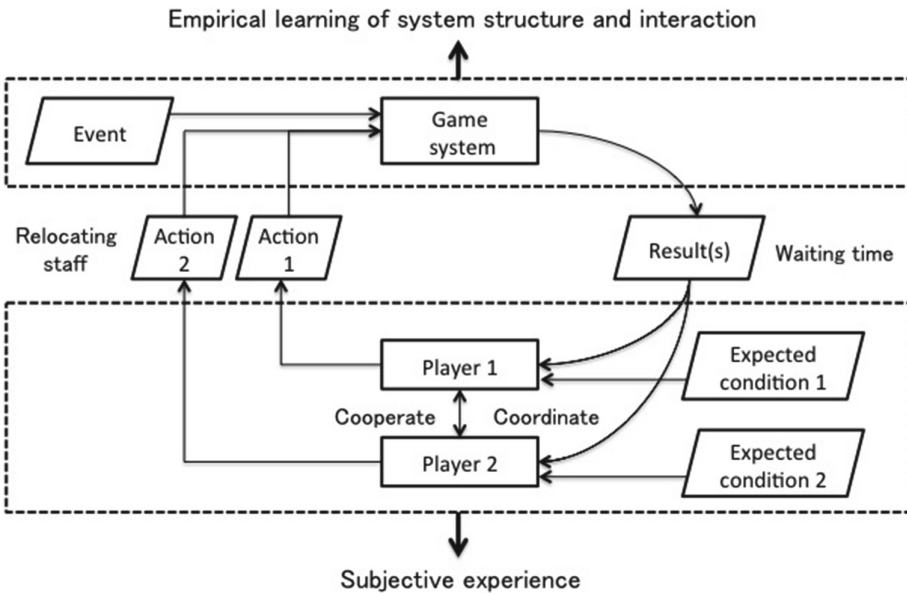 Empirical learning of system structure and interaction
Event
Game
system
Relocating
staff
Action
2
Action
1
Result(s)
Waiting time
Player 1
Expected
condition 1
Cooperate
Coordinate
Player 2
Expected
condition 2
Subjective experience